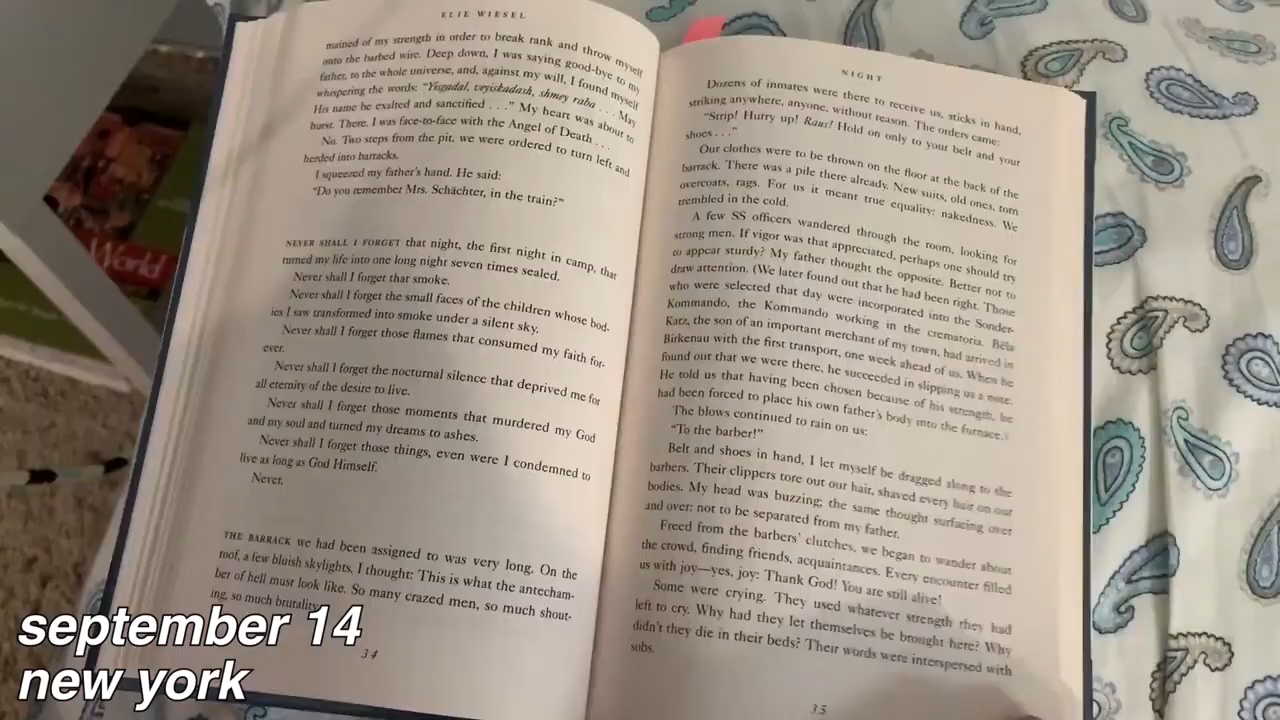 ELIE WIESEL
mained of my strength in order to break rank and throw myself
onto the barbed wire. Deep down, I was saying good-bye to my
father, to the whole universe, and, against my will, I found myself
whispering the words: "Yisgadal, veyiskadash, shmey raba . . . May
His name be exalted and sanctified . . ." My heart was about to
burst. There. I was face-to-face with the Angel of Death . . .
No. Two steps from the pit, we were ordered to turn left and
herded into barracks.
I squeezed my father's hand. He said:
"Do you remember Mrs. Schächter, in the train?"
NEVER SHALL I FORGET that night, the first night in camp, that
turned my life into one long night seven times sealed.
Never shall I forget that smoke.
Never shall I forget the small faces of the children whose bod-
ies I saw transformed into smoke under a silent sky.
Never shall I forget those flames that consumed my faith for-
ever.
Never shall I forget the nocturnal silence that deprived me for
all eternity of the desire to live.
Never shall I forget those moments that murdered my God
and my soul and turned my dreams to ashes.
Never shall I forget those things, even were I condemned to
live as long as God Himself.
Never.
THE BARRACK we had been assigned to was very long. On the
roof, a few bluish skylights. I thought: This is what the antecham-
ber of hell must look like. So many crazed men, so much shout-
ing, so much brutality.
34
NIGHT
Dozens of inmates were there to receive us, sticks in hand,
striking anywhere, anyone, without reason. The orders came:
"Strip! Hurry up! Raus! Hold on only to your belt and your
shoes . . ."
Our clothes were to be thrown on the floor at the back of the
barrack. There was a pile there already. New suits, old ones, torn
overcoats, rags. For us it meant true equality: nakedness. We
trembled in the cold.
A few SS officers wandered through the room, looking for
strong men. If vigor was that appreciated, perhaps one should try
to appear sturdy? My father thought the opposite. Better not to
draw attention. (We later found out that he had been right. Those
who were selected that day were incorporated into the Sonder-
Kommando, the Kommando working in the crematoria. Béla
Katz, the son of an important merchant of my town, had arrived in
Birkenau with the first transport, one week ahead of us. When he
found out that we were there, he succeeded in slipping us a note.
He told us that having been chosen because of his strength, he
had been forced to place his own father's body into the furnace.)
The blows continued to rain on us:
"To the barber!"
Belt and shoes in hand, I let myself be dragged along to the
barbers. Their clippers tore out our hair, shaved every hair on our
bodies. My head was buzzing; the same thought surfacing over
and over: not to be separated from my father.
Freed from the barbers' clutches, we began to wander about
the crowd, finding friends, acquaintances. Every encounter filled
us with joy—yes, joy: Thank God! You are still alive!
Some were crying. They used whatever strength they had
left to cry. Why had they let themselves be brought here? Why
didn't they die in their beds? Their words were interspersed with
sobs.
35
World
september 14
new york